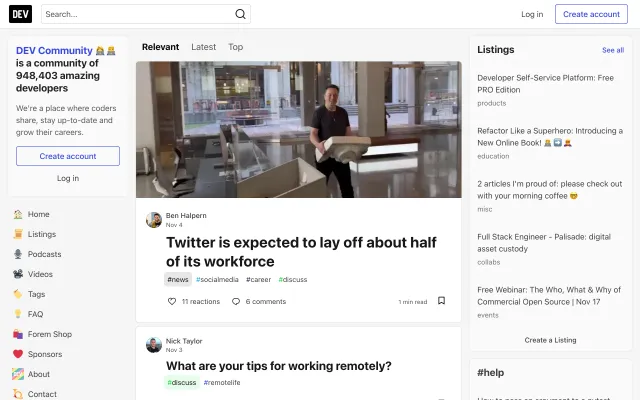 DEV
Search...
Log in
Create account
DEV Community
is a community of
948,403 amazing
developers
We're a place where coders
share, stay up-to-date and
grow their careers.
Create account
Log in
Home
Listings
Podcasts
Videos
Tags
FAQ
Forem Shop
Sponsors
About
Contact
Relevant
Latest
Top
Ben Halpern
Nov 4
Twitter is expected to lay off about half
of its workforce
#news #socialmedia #career #discuss
11 reactions
6 comments
1 min read
Nick Taylor
Nov 3
What are your tips for working remotely?
#discuss #remotelife
Listings
See all
Developer Self-Service Platform: Free
PRO Edition
products
Refactor Like a Superhero: Introducing a
New Online Book! 
education
2 articles I'm proud of: please check out
with your morning coffee 🤓
misc
Full Stack Engineer - Palisade: digital
asset custody
collabs
Free Webinar: The Who, What & Why of
Commercial Open Source | Nov 17
events
Create a Listing
#help